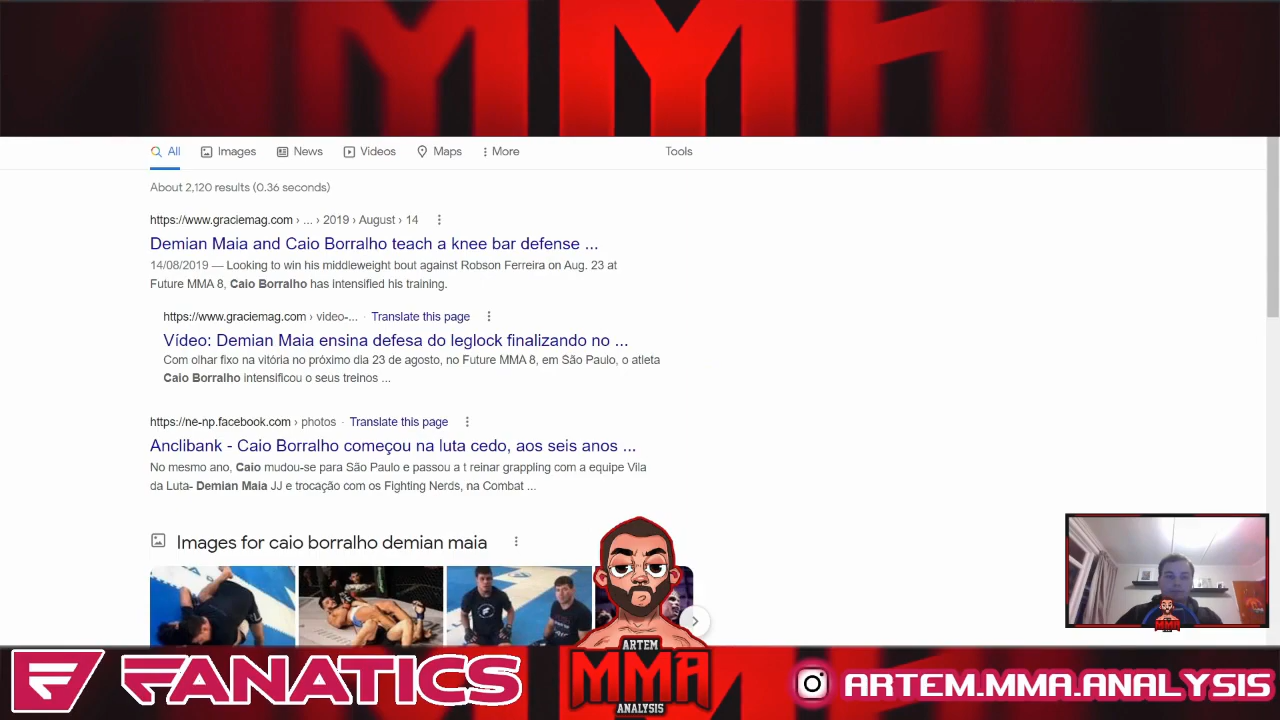 MMA
All Images News Videos Maps More Tools
About 2,120 results (0.36 seconds)
https://www.graciemag.com › ... › 2019 › August › 14
Demian Maia and Caio Borralho teach a knee bar defense ...
14/08/2019 — Looking to win his middleweight bout against Robson Ferreira on Aug. 23 at
Future MMA 8, Caio Borralho has intensified his training.
https://www.graciemag.com › video-... · Translate this page
Vídeo: Demian Maia ensina defesa do leglock finalizando no ...
Com olhar fixo na vitória no próximo dia 23 de agosto, no Future MMA 8, em São Paulo, o atleta
Caio Borralho intensificou o seus treinos ...
https://ne-np.facebook.com › photos · Translate this page
Anclibank - Caio Borralho começou na luta cedo, aos seis anos ...
No mesmo ano, Caio mudou-se para São Paulo e passou a t reinar grappling com a equipe Vila
da Luta- Demian Maia JJ e trocação com os Fighting Nerds, na Combat ...
Images for caio borralho demian maia
FANATICS
ARTEM
MMA
ANALYSIS
ARTEM.MMA.ANALYSIS
MMA